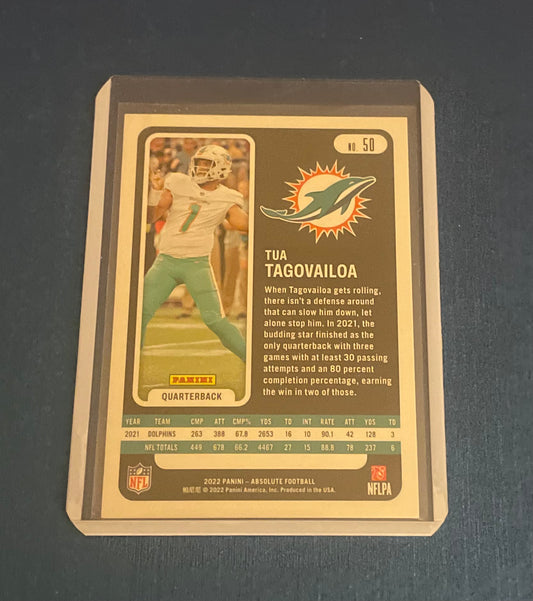 NO. 50
TUA
TAGOVAILOA
When Tagovailoa gets rolling,
there isn't a defense around
that can slow him down, let
alone stop him. In 2021, the
budding star finished as the
only quarterback with three
games with at least 30 passing
attempts and an 80 percent
completion percentage, earning
the win in two of those.
1
PANINI
QUARTERBACK
YEAR TEAM CMP ATT CMP% YDS TD INT RATE ATT YDS TD
2021 DOLPHINS 263 388 67.8 2653 16 10 90.1 42 128 3
NFL TOTALS 449 678 66.2 4467 27 15 88.8 78 237 6
NFL
2022 PANINI – ABSOLUTE FOOTBALL
© 2022 Panini America, Inc. Produced in the USA.
NFLPA